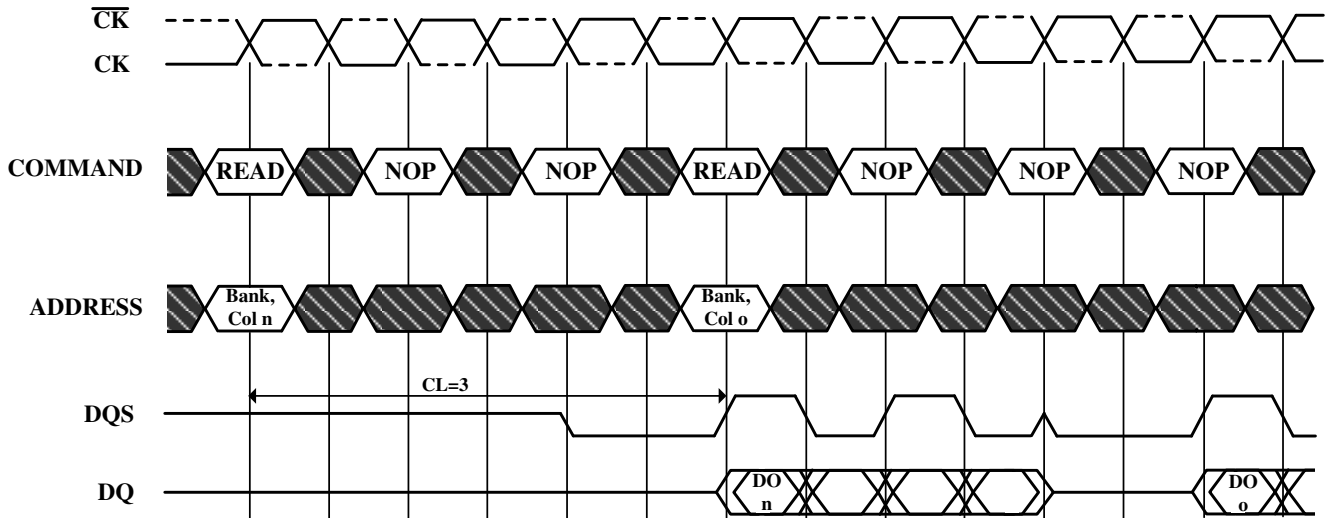 CK
CK
COMMAND READ NOP NOP READ NOP NOP NOP
ADDRESS Bank, Col n Bank, Col o
CL=3
DQS
DQ DO n DO o